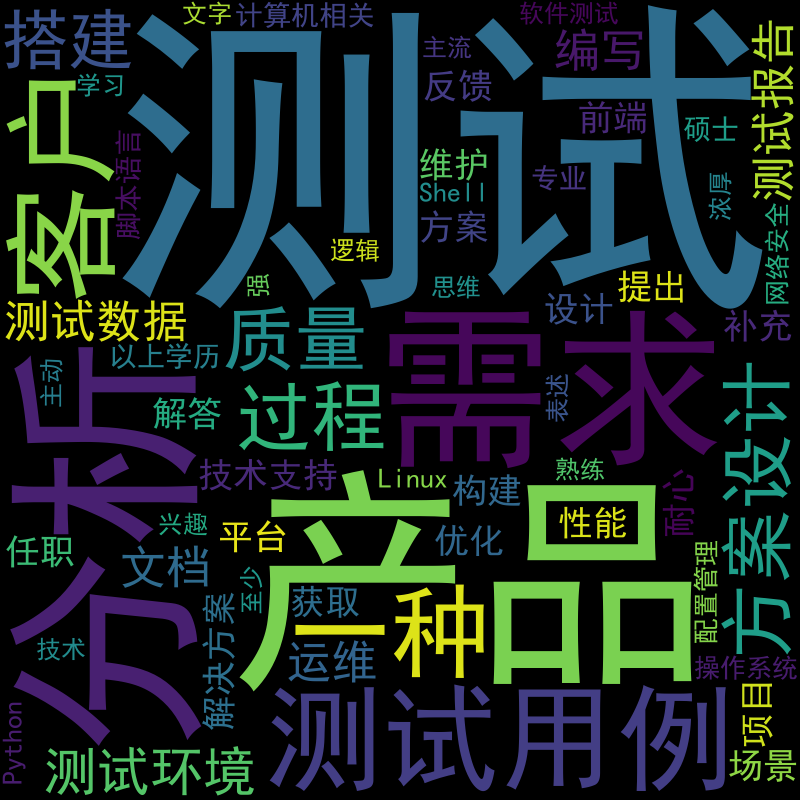 文字
计算机相关
软件测试
搭建
测试
主流
编写
测试报告
学习
反馈
前端
硕士
客户
脚本语言
维护
专业
Shell
浓厚
方案
网络安全
逻辑
强
思维
提出
测试数据
质量
需求
设计
补充
以上学历
主动
解答
过程
表述
方案设计
分析
技术支持
Linux
熟练
耐心
构建
产品
性能
兴趣
平台
优化
任职
文档
至少
获取
一种
配置管理
解决方案
技术
运维
操作系统
测试用例
项目
Python
测试环境
场景